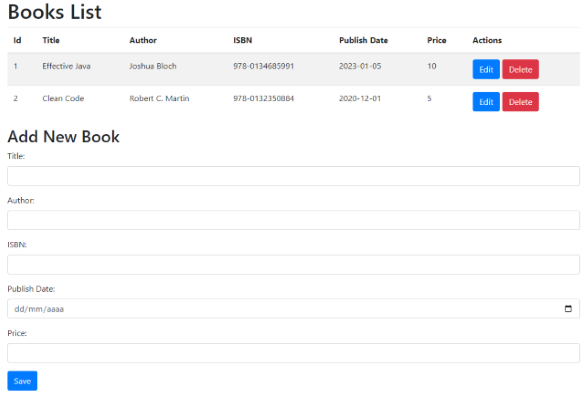 Books List
Id Title Author ISBN Publish Date Price Actions
1 Effective Java Joshua Bloch 978-0134685991 2023-01-05 10 Edit Delete
2 Clean Code Robert C. Martin 978-0132350884 2020-12-01 5 Edit Delete
Add New Book
Title:
Author:
ISBN:
Publish Date:
dd/mm/aaaa
Price:
Save